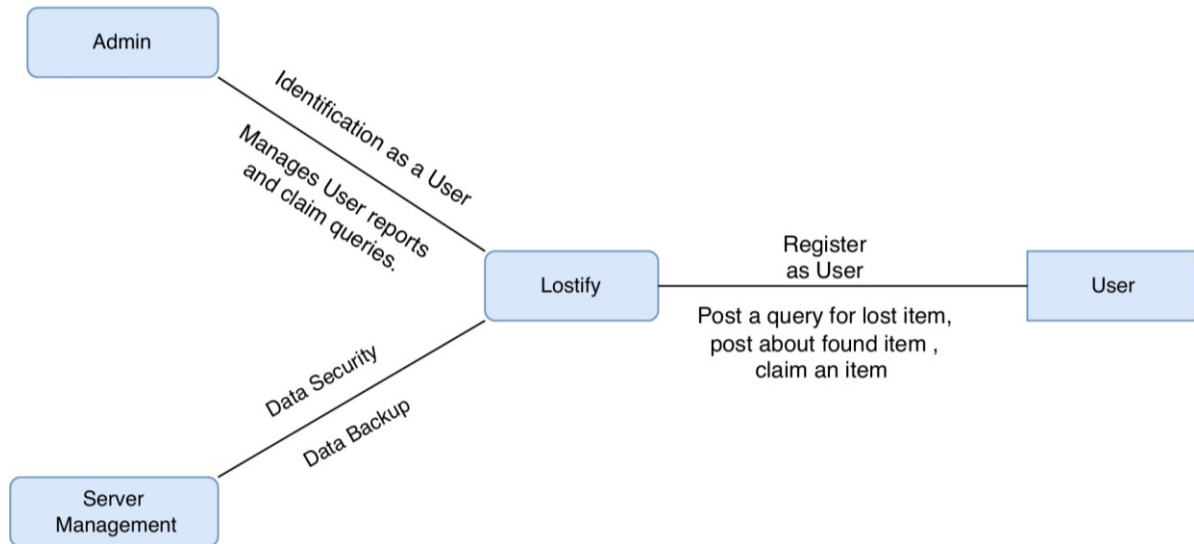 Admin
Identification as a User
Manages User reports
and claim queries.
Lostify
Register
as User
Post a query for lost item,
post about found item ,
claim an item
User
Data Security
Data Backup
Server
Management